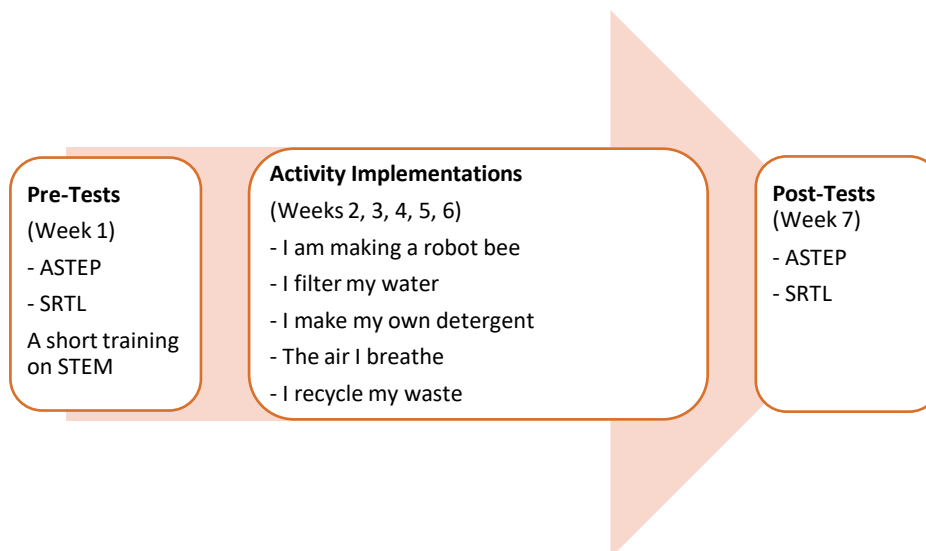 Pre-Tests
(Week 1)
- ASTEP
- SRTL
A short training
on STEM
Activity Implementations
(Weeks 2, 3, 4, 5, 6)
- I am making a robot bee
- I filter my water
- I make my own detergent
- The air I breathe
- I recycle my waste
Post-Tests
(Week 7)
- ASTEP
- SRTL